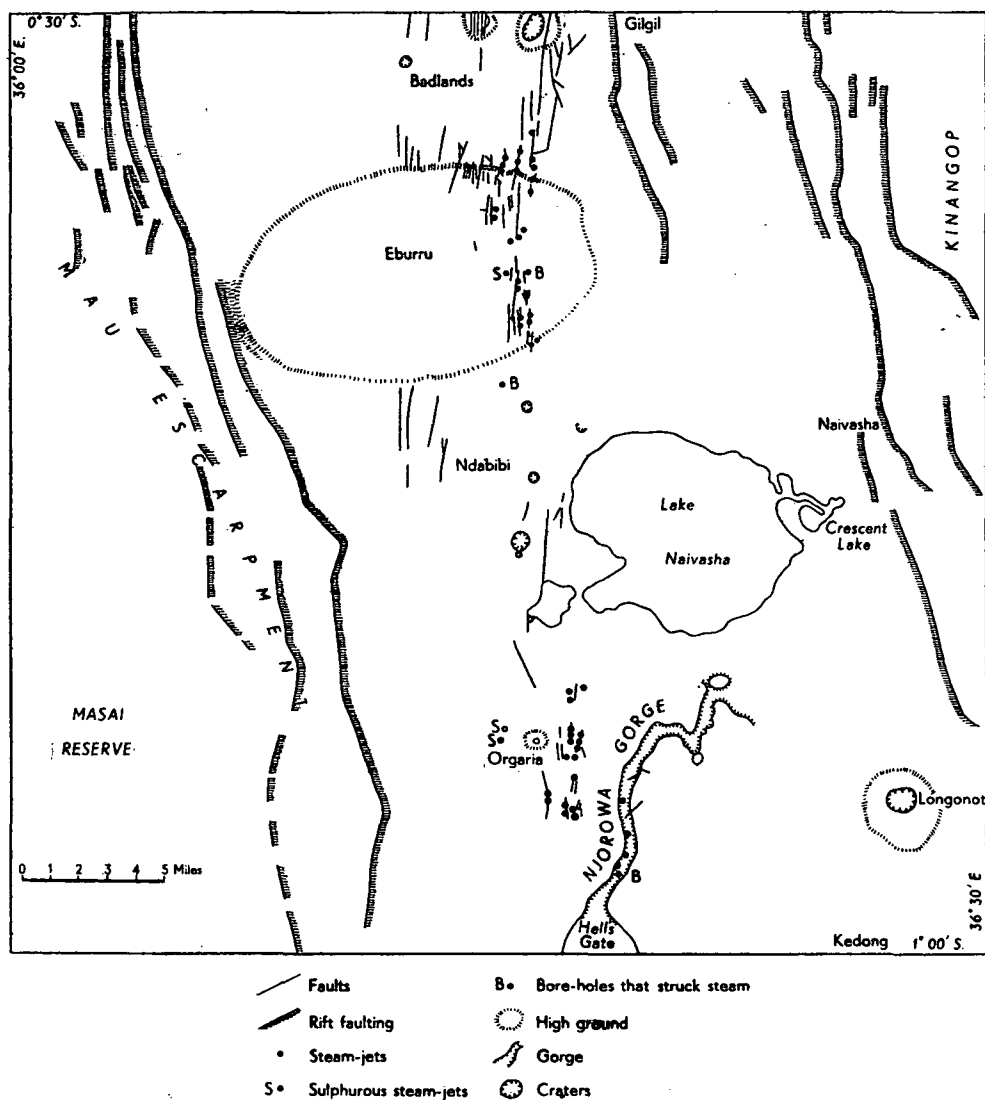 0° 30' S.
36° 00' E.
Gilgil
Badlands
KINANGOP
Eburru
S
B
MAU ESCARPMEN
B
Naivasha
Ndabibi
Lake
Naivasha
Crescent
Lake
MASAI
RESERVE
S
S
Orgaria
NJOROWA GORGE
Longonot
0 1 2 3 4 5 Miles
B
Hells
Gate
36° 30' E
Kedong 1° 00' S.
Faults
B Bore-holes that struck steam
Rift faulting
High ground
Steam-jets
Gorge
S Sulphurous steam-jets
Craters